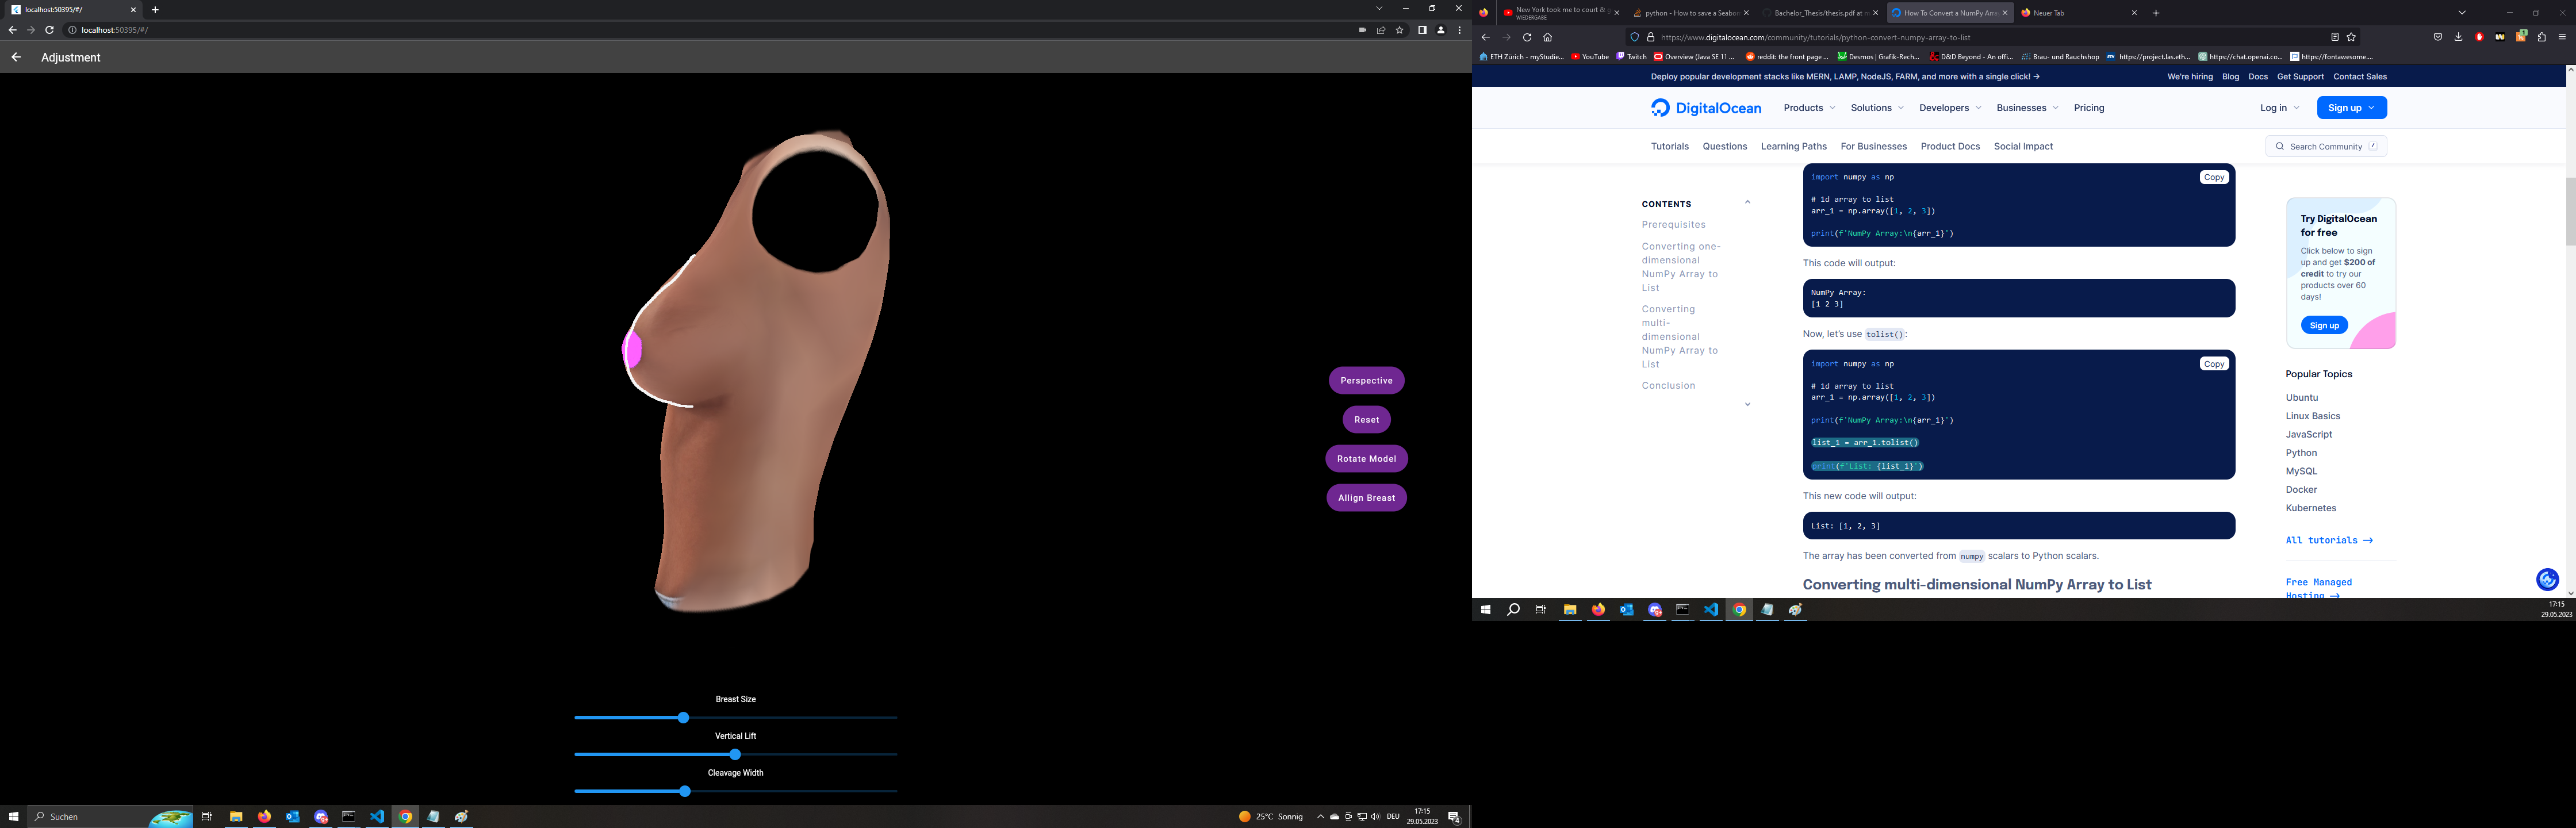 localhost:50395/#/
localhost:50395/#/
Adjustment
Perspective
Reset
Rotate Model
Allign Breast
Breast Size
Vertical Lift
Cleavage Width
Suchen
25°C Sonnig
DEU
17:15
29.05.2023
4
New York took me to court &
WIEDERGABE
python - How to save a Seabor
Bachelor_Thesis/thesis.pdf at
How To Convert a NumPy Arra
Neuer Tab
https://www.digitalocean.com/community/tutorials/python-convert-numpy-array-to-list
ETH Zürich - myStudie...
YouTube
Twitch
Overview (Java SE 11 ...
reddit: the front page ...
Desmos | Grafik-Rech...
D&D Beyond - An offi...
Brau- und Rauchshop
https://project.las.eth...
https://chat.openai.co...
https://fontawesome....
Deploy popular development stacks like MERN, LAMP, NodeJS, FARM, and more with a single click! →
We're hiring Blog Docs Get Support Contact Sales
DigitalOcean
Products Solutions Developers Businesses Pricing
Log in Sign up
Tutorials Questions Learning Paths For Businesses Product Docs Social Impact
Search Community /
CONTENTS
Prerequisites
Converting one-
dimensional
NumPy Array to
List
Converting
multi-
dimensional
NumPy Array to
List
Conclusion
Copy
import numpy as np
# 1d array to list
arr_1 = np.array([1, 2, 3])
print(f'NumPy Array:\n{arr_1}')
This code will output:
NumPy Array:
[1 2 3]
Now, let's use tolist():
Copy
import numpy as np
# 1d array to list
arr_1 = np.array([1, 2, 3])
print(f'NumPy Array:\n{arr_1}')
list_1 = arr_1.tolist()
print(f'List: {list_1}')
This new code will output:
List: [1, 2, 3]
The array has been converted from numpy scalars to Python scalars.
Converting multi-dimensional NumPy Array to List
Try DigitalOcean
for free
Click below to sign
up and get $200 of
credit to try our
products over 60
days!
Sign up
Popular Topics
Ubuntu
Linux Basics
JavaScript
Python
MySQL
Docker
Kubernetes
All tutorials →
Free Managed
Hosting →
17:15
29.05.2023